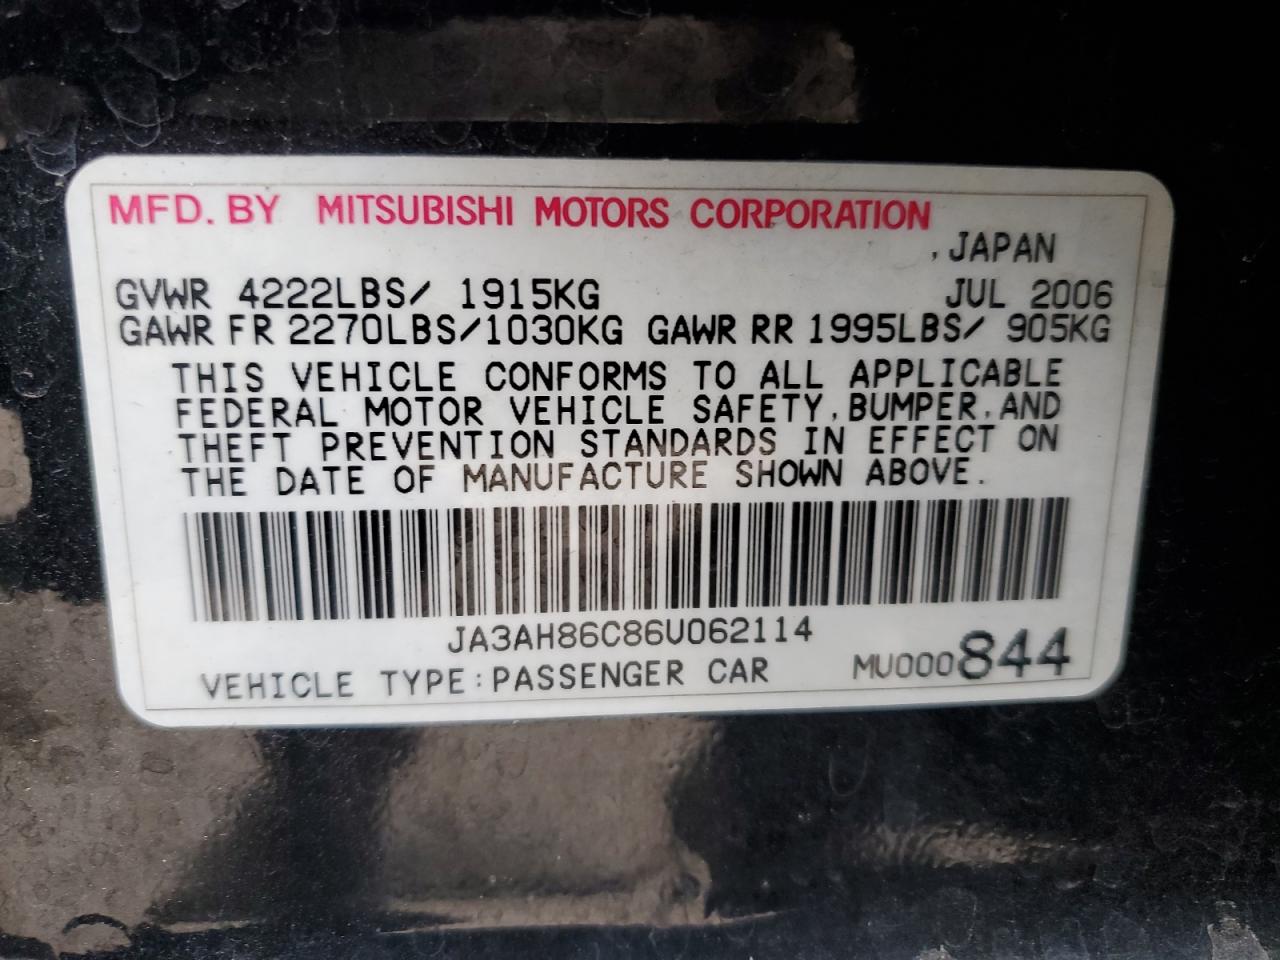 MFD. BY MITSUBISHI MOTORS CORPORATION
, JAPAN
GVWR 4222LBS/ 1915KG JUL 2006
GAWR FR 2270LBS/1030KG GAWR RR 1995LBS/ 905KG
THIS VEHICLE CONFORMS TO ALL APPLICABLE
FEDERAL MOTOR VEHICLE SAFETY, BUMPER, AND
THEFT PREVENTION STANDARDS IN EFFECT ON
THE DATE OF MANUFACTURE SHOWN ABOVE.
JA3AH86C86U062114
VEHICLE TYPE:PASSENGER CAR MU000844